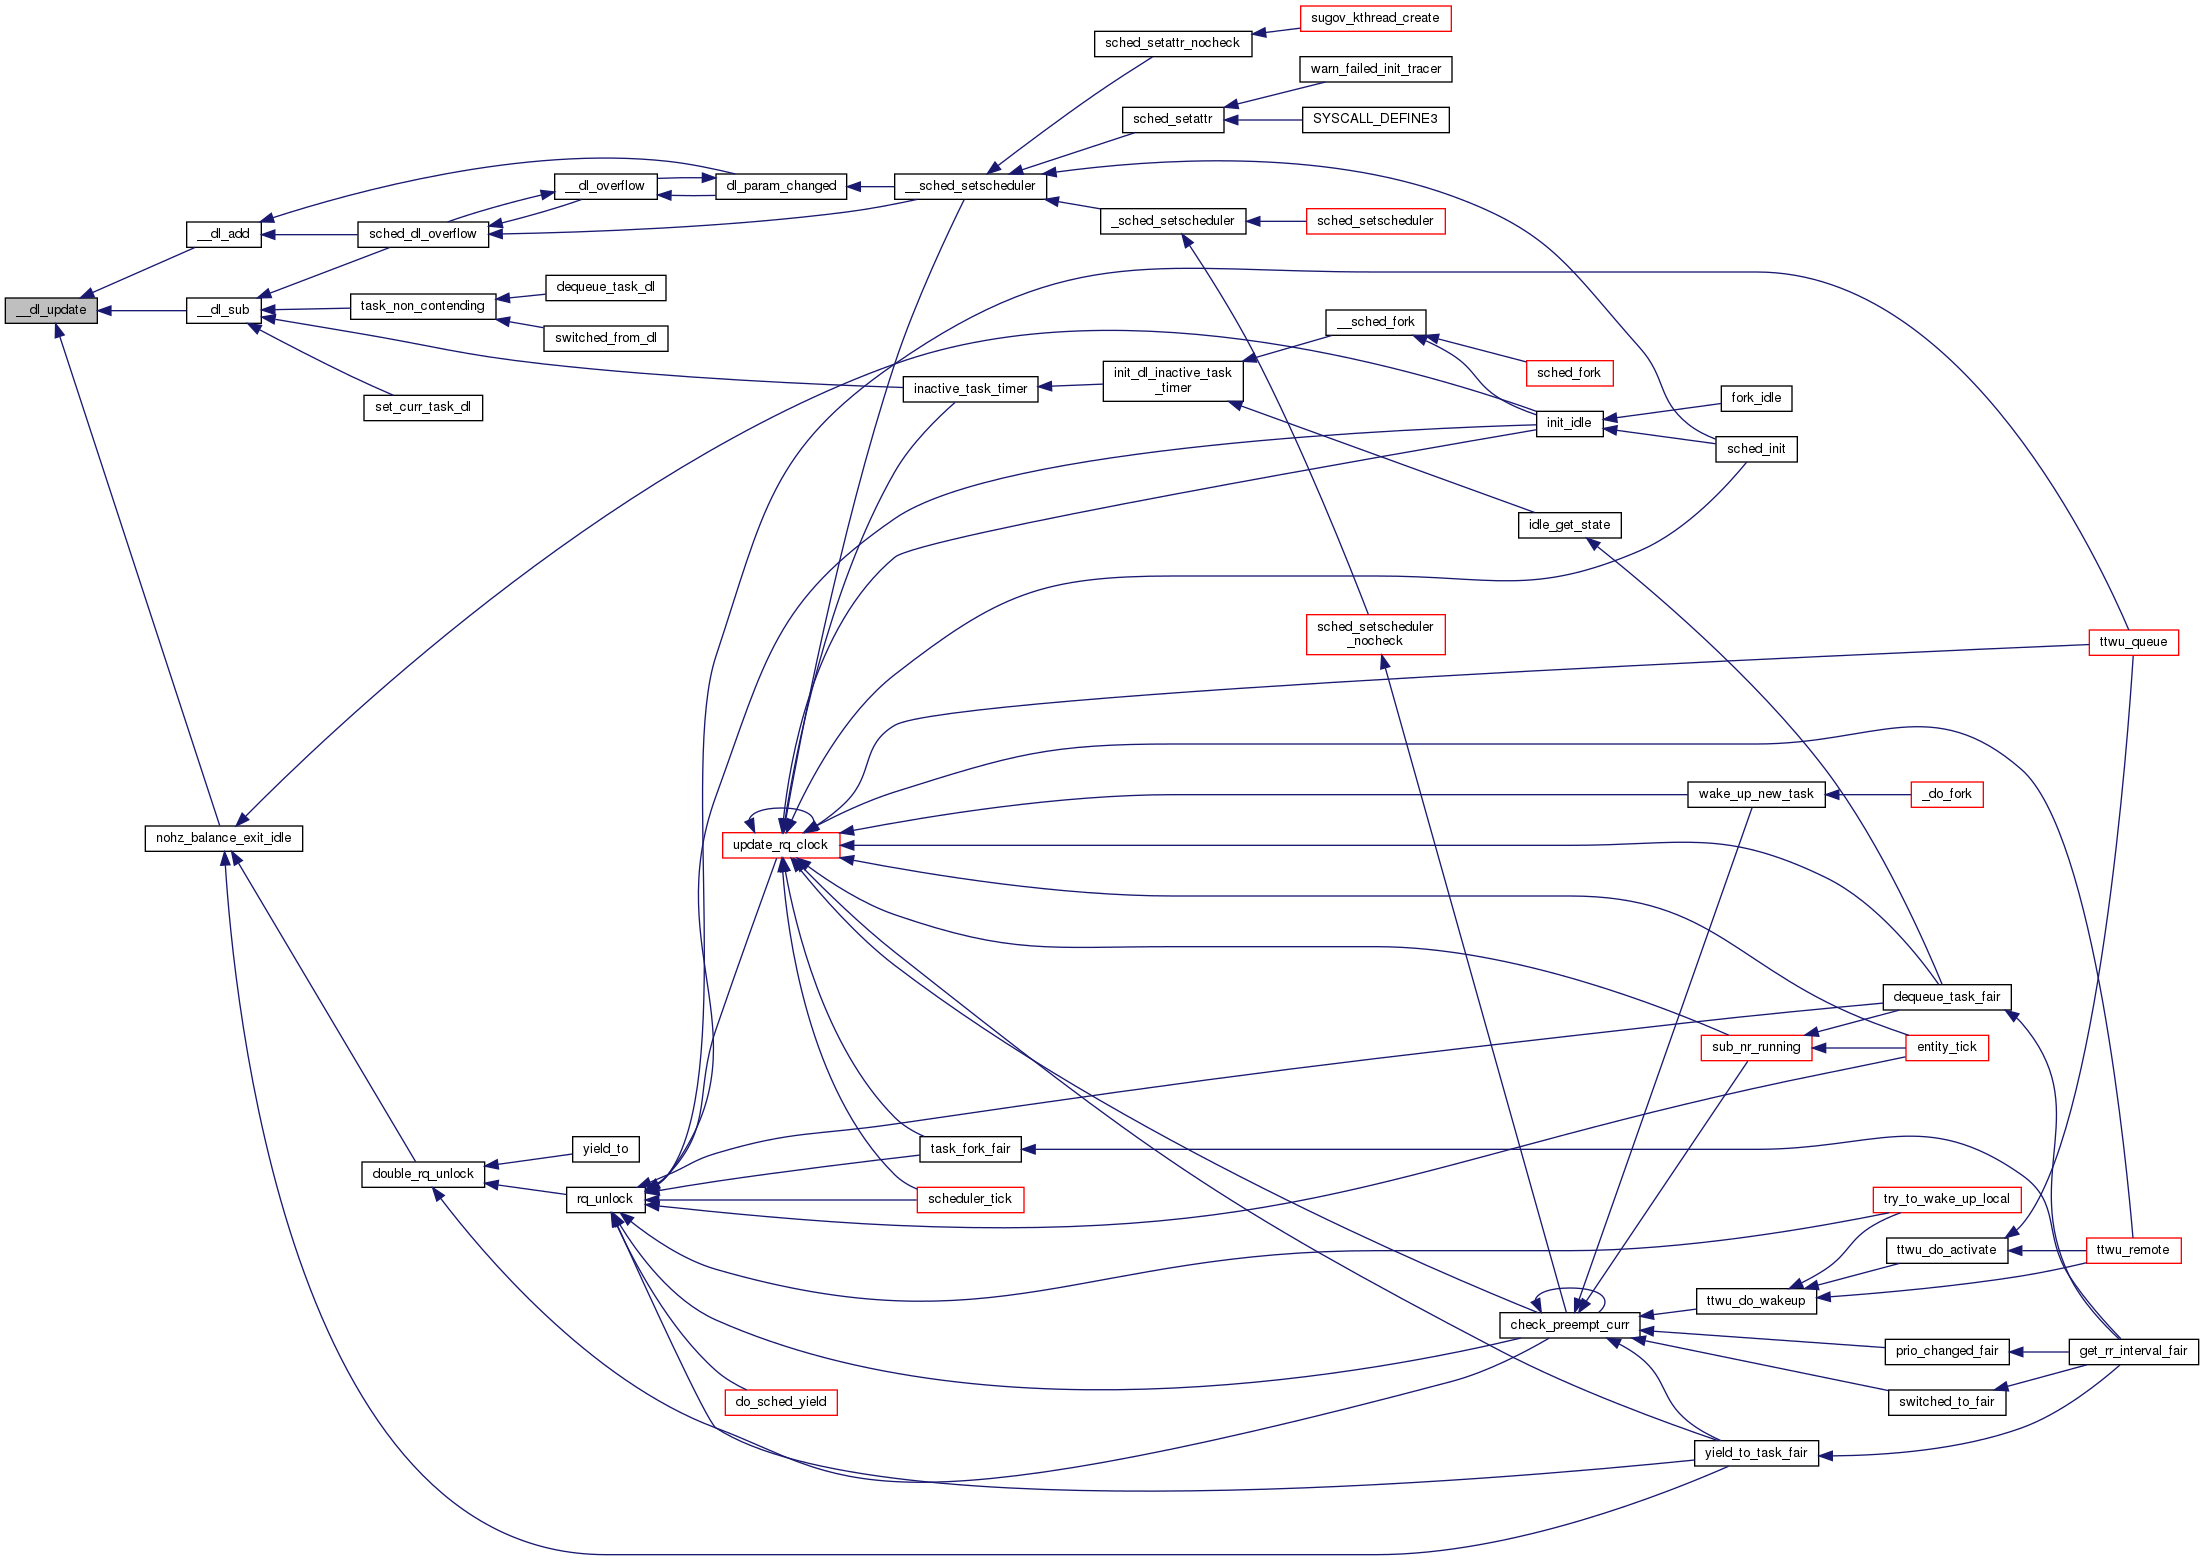 sugov_kthread_create
sched_setattr_nocheck
warn_failed_init_tracer
sched_setattr
SYSCALL_DEFINE3
__dl_overflow
dl_param_changed
__sched_setscheduler
_sched_setscheduler
sched_setscheduler
__dl_add
sched_dl_overflow
dequeue_task_dl
__dl_update
__dl_sub
task_non_contending
switched_from_dl
__sched_fork
sched_fork
inactive_task_timer
init_dl_inactive_task
_timer
set_curr_task_dl
fork_idle
init_idle
sched_init
idle_get_state
sched_setscheduler
_nocheck
ttwu_queue
wake_up_new_task
_do_fork
nohz_balance_exit_idle
update_rq_clock
dequeue_task_fair
sub_nr_running
entity_tick
yield_to
task_fork_fair
double_rq_unlock
rq_unlock
scheduler_tick
try_to_wake_up_local
ttwu_do_activate
ttwu_remote
ttwu_do_wakeup
check_preempt_curr
prio_changed_fair
get_rr_interval_fair
do_sched_yield
switched_to_fair
yield_to_task_fair